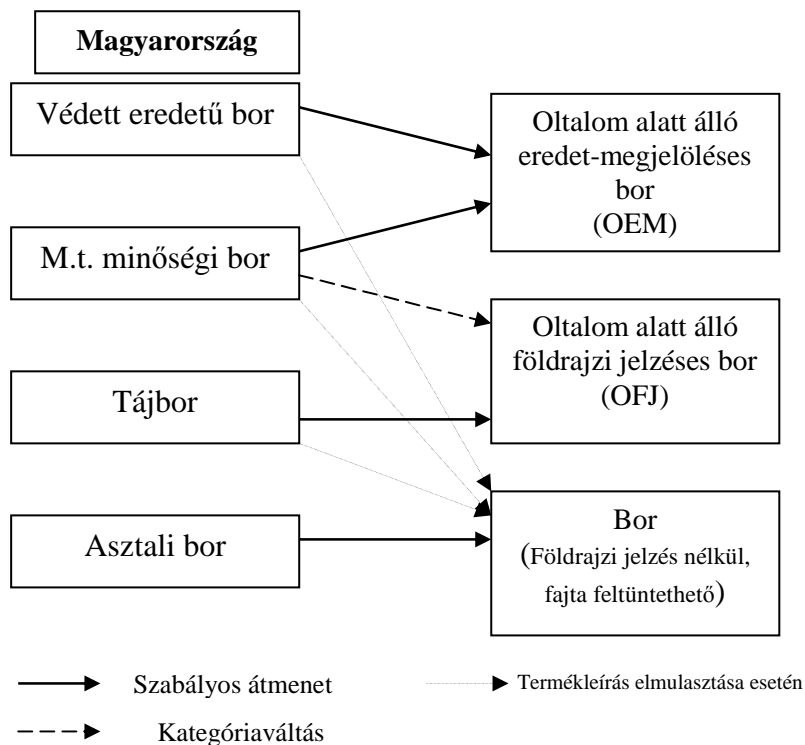 Magyarország
Védett eredetű bor
M.t. minőségi bor
Tájbor
Asztali bor
Oltalom alatt álló
eredet-megjelöléses
bor
(OEM)
Oltalom alatt álló
földrajzi jelzéses bor
(OFJ)
Bor
(Földrajzi jelzés nélkül,
fajta feltüntethető)
Szabályos átmenet
Termékleírás elmulasztása esetén
Kategóriaváltás